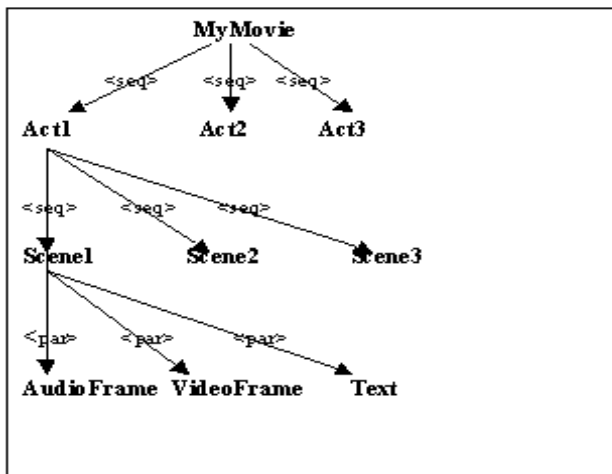 MyMovie
<seq> <seq> <seq>
Act1 Act2 Act3
<seq> <seq> <seq>
Scene1 Scene2 Scene3
<par> <par> <par>
AudioFrame VideoFrame Text